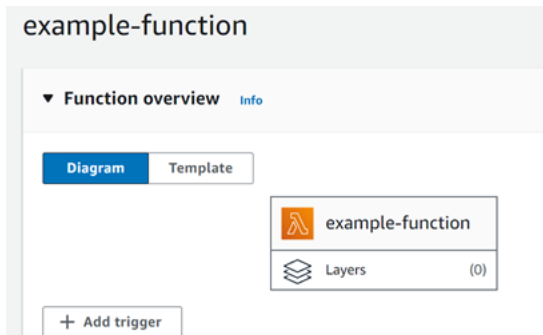 example-function
Function overview Info
Diagram Template
example-function
Layers (0)
+ Add trigger